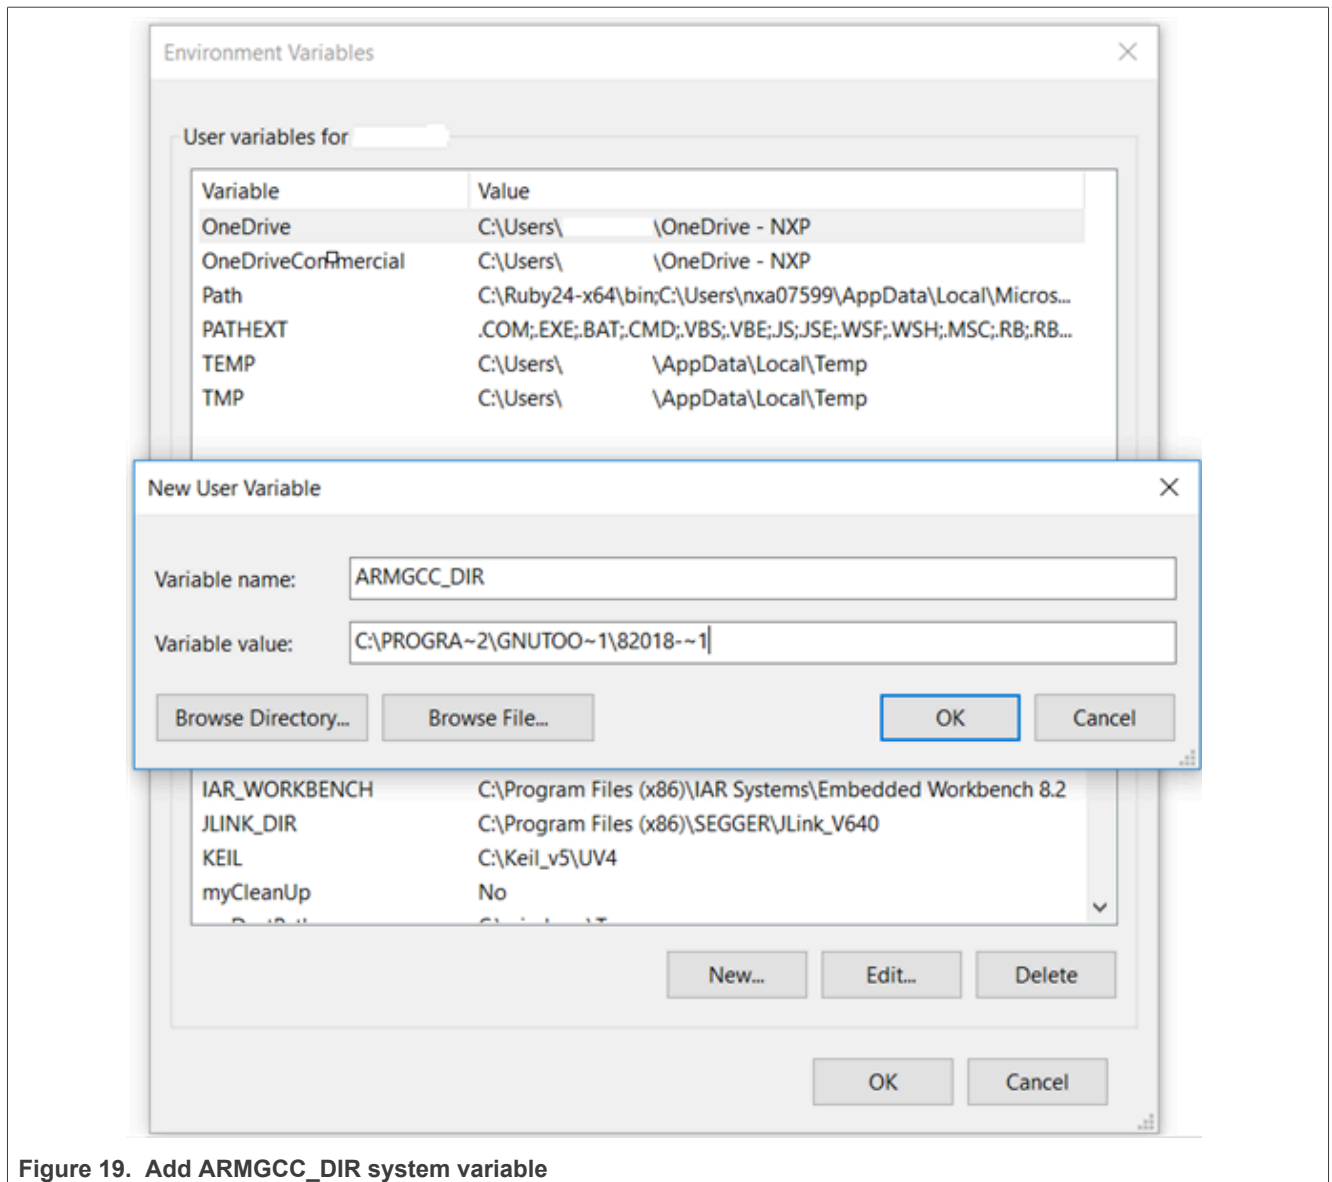 Environment Variables
User variables for
Variable Value
OneDrive C:\Users\ \OneDrive - NXP
OneDriveCommercial C:\Users\ \OneDrive - NXP
Path C:\Ruby24-x64\bin;C:\Users\nxa07599\AppData\Local\Micros...
PATHEXT .COM;.EXE;.BAT;.CMD;.VBS;.VBE;.JS;.JSE;.WSF;.WSH;.MSC;.RB;.RB...
TEMP C:\Users\ \AppData\Local\Temp
TMP C:\Users\ \AppData\Local\Temp
New User Variable
Variable name: ARMGCC_DIR
Variable value: C:\PROGRA~2\GNUTOO~1\82018-~1
Browse Directory... Browse File... OK Cancel
IAR_WORKBENCH C:\Program Files (x86)\IAR Systems\Embedded Workbench 8.2
JLINK_DIR C:\Program Files (x86)\SEGGER\JLink_V640
KEIL C:\Keil_v5\UV4
myCleanUp No
New... Edit... Delete
OK Cancel
Figure 19. Add ARMGCC_DIR system variable